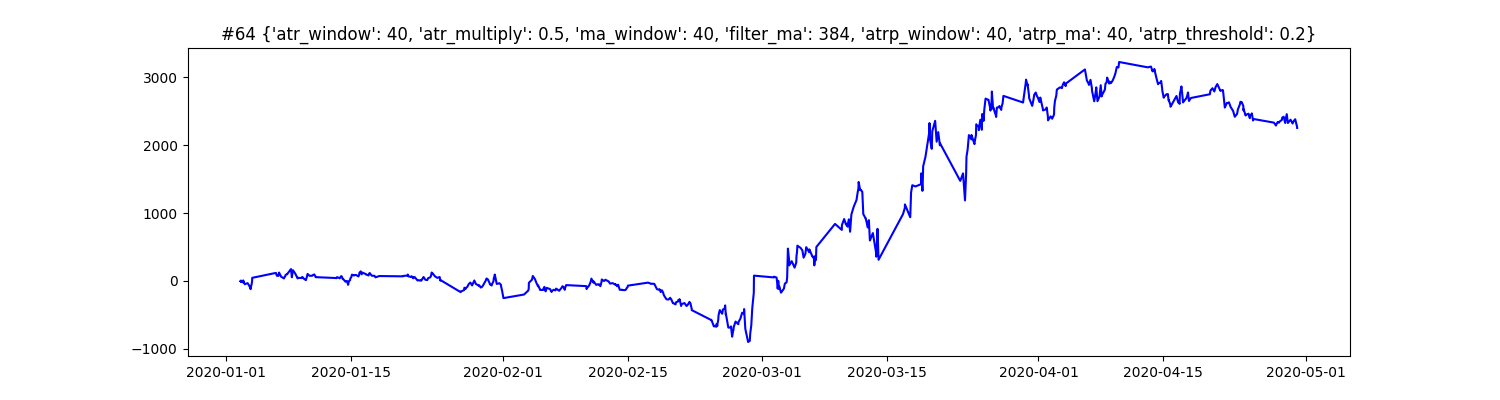 #64 {'atr_window': 40, 'atr_multiply': 0.5, 'ma_window': 40, 'filter_ma': 384, 'atrp_window': 40, 'atrp_ma': 40, 'atrp_threshold': 0.2}
3000
2000
1000
0
−1000
2020-01-01 2020-01-15 2020-02-01 2020-02-15 2020-03-01 2020-03-15 2020-04-01 2020-04-15 2020-05-01